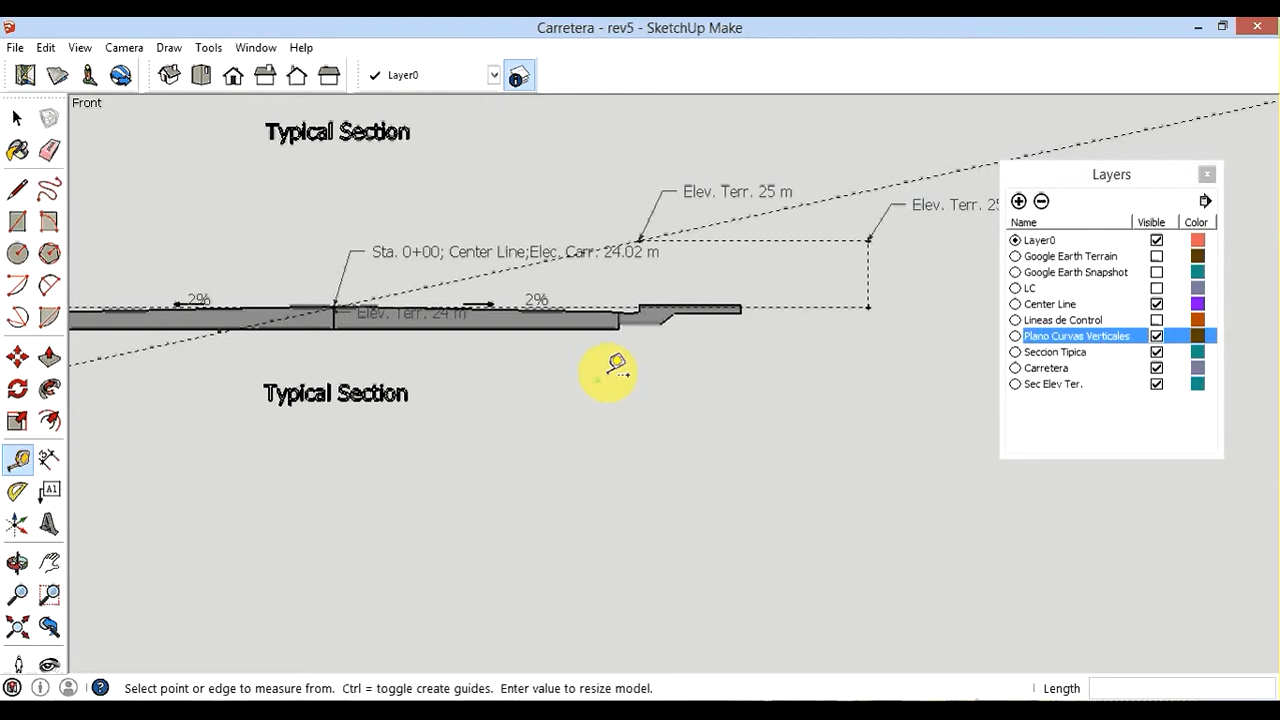 Carretera - rev5 - SketchUp Make
File Edit View Camera Draw Tools Window Help
Layer0
Front
Typical Section
Elev. Terr. 25 m
Elev. Terr. 25
Sta. 0+00; Center Line;Elec. Carr. 24.02 m
2%
2%
Elev. Terr. 24 m
Typical Section
Layers
Name Visible Color
Layer0
Google Earth Terrain
Google Earth Snapshot
LC
Center Line
Lineas de Control
Plano Curvas Verticales
Seccion Tipica
Carretera
Sec Elev Ter.
A1
Select point or edge to measure from. Ctrl = toggle create guides. Enter value to resize model.
Length